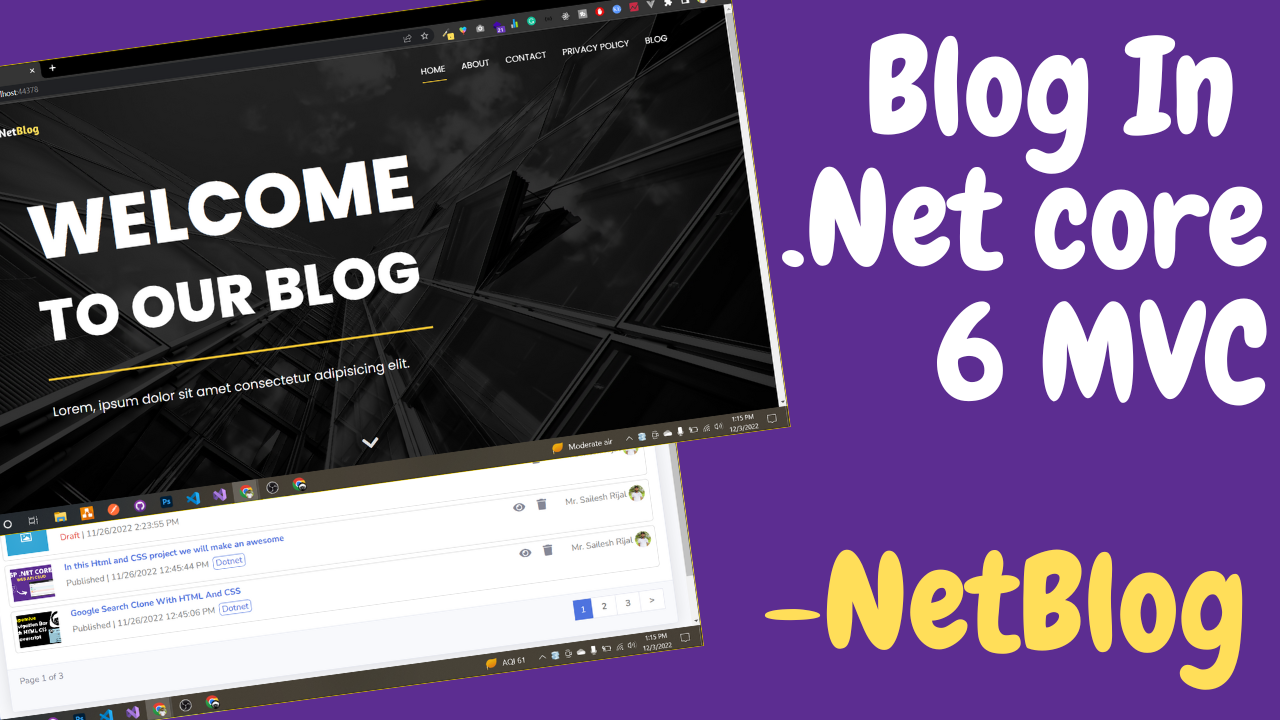 lhost:44378
NetBlog
HOME ABOUT CONTACT PRIVACY POLICY BLOG
WELCOME
TO OUR BLOG
Lorem, ipsum dolor sit amet consectetur adipisicing elit.
Moderate air
1:15 PM
12/3/2022
Draft | 11/26/2022 2:23:55 PM
Mr. Sailesh Rijal
In this Html and CSS project we will make an awesome
Published | 11/26/2022 12:45:44 PM Dotnet
Mr. Sailesh Rijal
Google Search Clone With HTML And CSS
Published | 11/26/2022 12:45:06 PM Dotnet
1 2 3 >
Page 1 of 3
AQI 61
1:15 PM
12/3/2022
Blog In
.Net core
6 MVC
–NetBlog